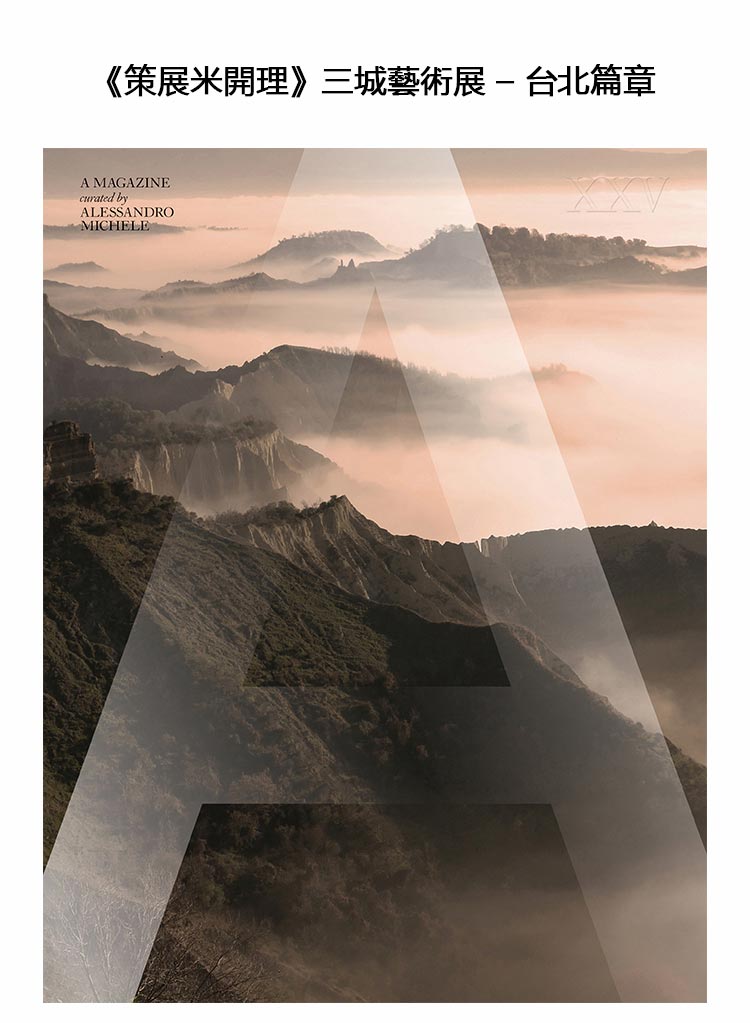 《策展米開理》三城藝術展 – 台北篇章
A MAGAZINE
curated by
ALESSANDRO
MICHELE
XXV
A